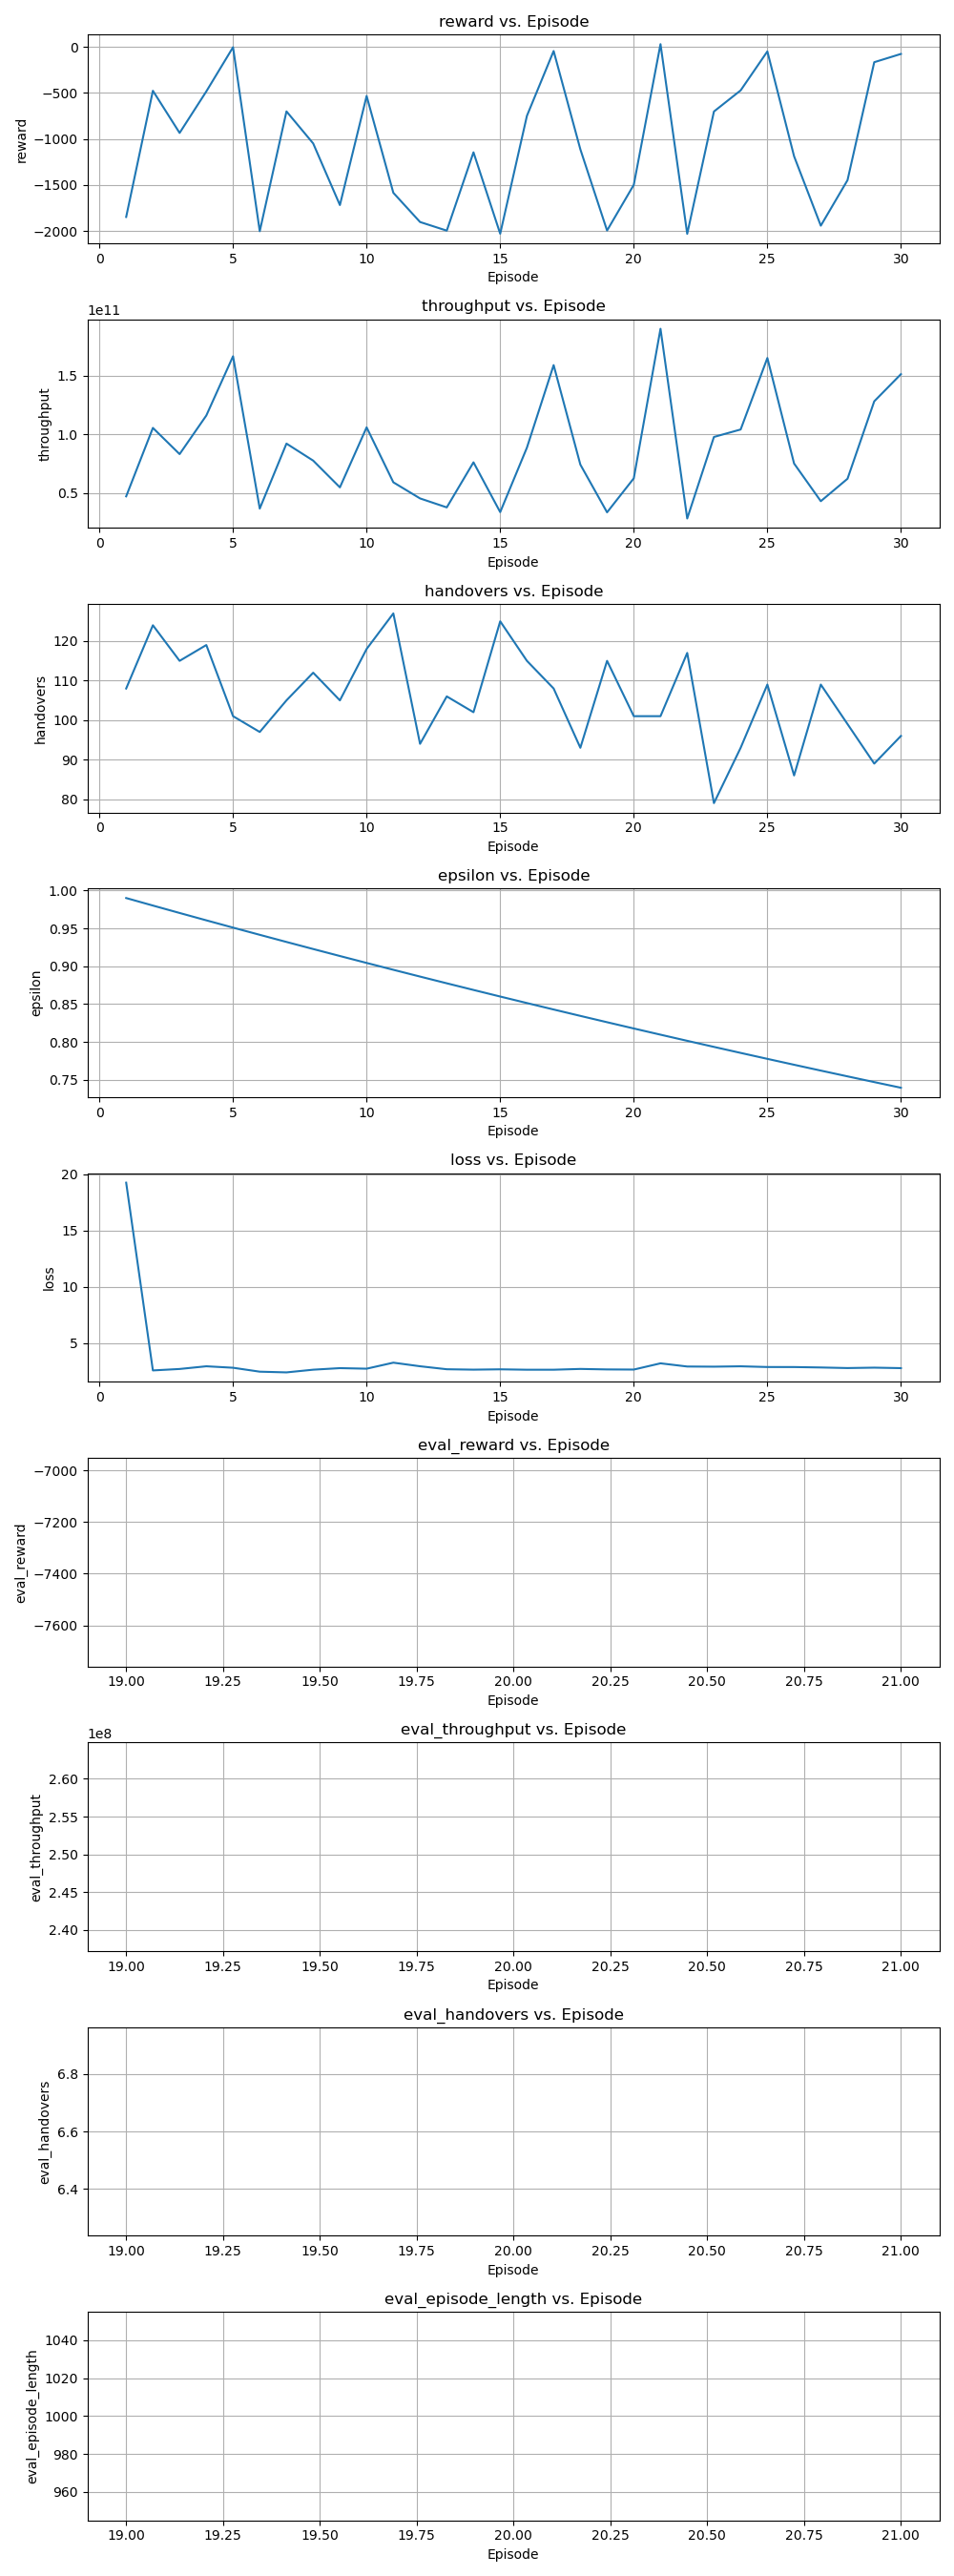 reward vs. Episode
0
−500
−1000
−1500
−2000
reward
0 5 10 15 20 25 30
Episode
1e11
throughput vs. Episode
1.5
1.0
0.5
throughput
0 5 10 15 20 25 30
Episode
handovers vs. Episode
120
110
100
90
80
handovers
0 5 10 15 20 25 30
Episode
epsilon vs. Episode
1.00
0.95
0.90
0.85
0.80
0.75
epsilon
0 5 10 15 20 25 30
Episode
loss vs. Episode
20
15
10
5
loss
0 5 10 15 20 25 30
Episode
eval_reward vs. Episode
−7000
−7200
−7400
−7600
eval_reward
19.00 19.25 19.50 19.75 20.00 20.25 20.50 20.75 21.00
Episode
1e8
eval_throughput vs. Episode
2.60
2.55
2.50
2.45
2.40
eval_throughput
19.00 19.25 19.50 19.75 20.00 20.25 20.50 20.75 21.00
Episode
eval_handovers vs. Episode
6.8
6.6
6.4
eval_handovers
19.00 19.25 19.50 19.75 20.00 20.25 20.50 20.75 21.00
Episode
eval_episode_length vs. Episode
1040
1020
1000
980
960
eval_episode_length
19.00 19.25 19.50 19.75 20.00 20.25 20.50 20.75 21.00
Episode